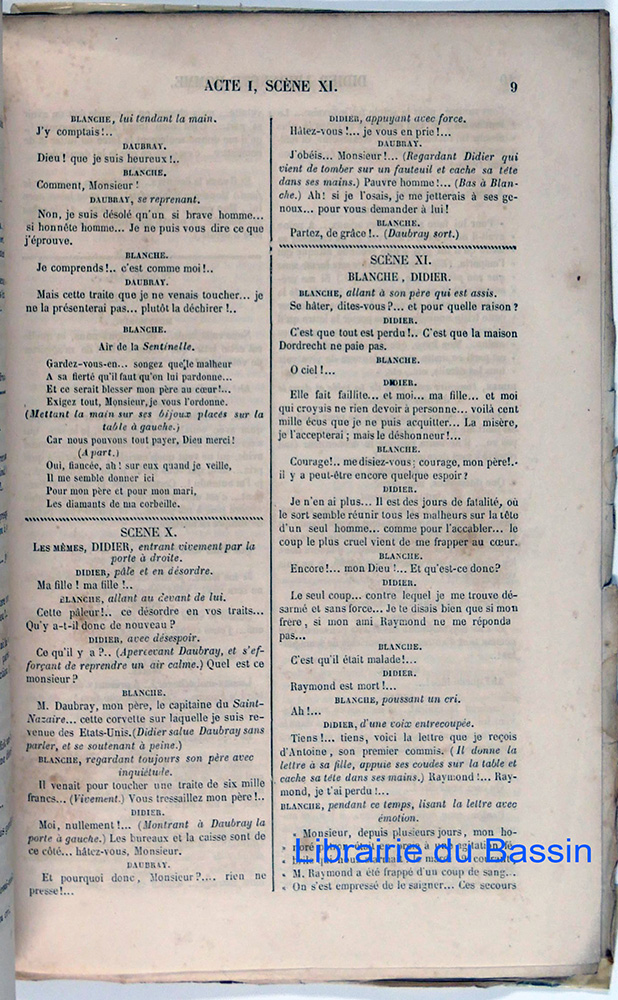 ACTE I, SCÈNE XI. 9
BLANCHE, lui tendant la main.
J'y comptais!..
DAUBRAY.
Dieu! que je suis heureux!..
BLANCHE.
Comment, Monsieur!
DAUBRAY, se reprenant.
Non, je suis désolé qu'un si brave homme...
si honnête homme... Je ne puis vous dire ce que
j'éprouve.
BLANCHE.
Je comprends!.. c'est comme moi!..
DAUBRAY.
Mais cette traite que je ne venais toucher... je
ne la présenterai pas... plutôt la déchirer!..
BLANCHE.
Air de la Sentinelle.
Gardez-vous-en... songez que le malheur
A sa fierté qu'il faut qu'on lui pardonne...
Et ce serait blesser mon père au cœur!...
Exigez tout, Monsieur, je vous l'ordonne.
(Mettant la main sur ses bijoux placés sur la
table à gauche.)
Car nous pouvons tout payer, Dieu merci!
(A part.)
Oui, fiancée, ah! sur eux quand je veille,
Il me semble donner ici
Pour mon père et pour mon mari,
Les diamants de ma corbeille.
SCENE X.
LES MÊMES, DIDIER, entrant vivement par la
porte à droite.
DIDIER, pâle et en désordre.
Ma fille! ma fille!..
BLANCHE, allant au devant de lui.
Cette pâleur!.. ce désordre en vos traits...
Qu'y a-t-il donc de nouveau?
DIDIER, avec désespoir.
Ce qu'il y a?.. (Apercevant Daubray, et s'ef-
forçant de reprendre un air calme.) Quel est ce
monsieur?
BLANCHE.
M. Daubray, mon père, le capitaine du Saint-
Nazaire... cette corvette sur laquelle je suis re-
venue des Etats-Unis. (Didier salue Daubray sans
parler, et se soutenant à peine.)
BLANCHE, regardant toujours son père avec
inquiétude.
Il venait pour toucher une traite de six mille
francs... (Vivement.) Vous tressaillez mon père!..
DIDIER.
Moi, nullement!... (Montrant à Daubray la
porte à gauche.) Les bureaux et la caisse sont de
ce côté... hâtez-vous, Monsieur.
DAUBRAY.
Et pourquoi donc, Monsieur?.... rien ne
presse!...
DIDIER, appuyant avec force.
Hâtez-vous!... je vous en prie!...
DAUBRAY.
J'obéis... Monsieur!... (Regardant Didier qui
vient de tomber sur un fauteuil et cache sa tête
dans ses mains.) Pauvre homme!... (Bas à Blan-
che.) Ah! si je l'osais, je me jetterais à ses ge-
noux... pour vous demander à lui!
BLANCHE.
Partez, de grâce!.. (Daubray sort.)
SCÈNE XI.
BLANCHE, DIDIER.
BLANCHE, allant à son père qui est assis.
Se hâter, dites-vous?... et pour quelle raison?
DIDIER.
C'est que tout est perdu!.. C'est que la maison
Dordrecht ne paie pas.
BLANCHE.
O ciel!...
DIDIER.
Elle fait faillite... et moi... ma fille... et moi
qui croyais ne rien devoir à personne... voilà cent
mille écus que je ne puis acquitter... La misère,
je l'accepterai; mais le déshonneur!...
BLANCHE.
Courage!.. me disiez-vous; courage, mon père!..
il y a peut-être encore quelque espoir?
DIDIER.
Je n'en ai plus... Il est des jours de fatalité, où
le sort semble réunir tous les malheurs sur la tête
d'un seul homme... comme pour l'accabler... le
coup le plus cruel vient de me frapper au cœur.
BLANCHE.
Encore!... mon Dieu!... Et qu'est-ce donc?
DIDIER.
Le seul coup... contre lequel je me trouve dé-
sarmé et sans force... Je te disais bien que si mon
frère, si mon ami Raymond ne me réponda
pas...
BLANCHE.
C'est qu'il était malade!...
DIDIER.
Raymond est mort!...
BLANCHE, poussant un cri.
Ah!...
DIDIER, d'une voix entrecoupée.
Tiens!... tiens, voici la lettre que je reçois
d'Antoine, son premier commis. (Il donne la
lettre à sa fille, appuie ses coudes sur la table et
cache sa tête dans ses mains.) Raymond!... Ray-
mond, je t'ai perdu!...
BLANCHE, pendant ce temps, lisant la lettre avec
émotion.
« Monsieur, depuis plusieurs jours, mon ho-
Librairie du Bassin
« M. Raymond a été frappé d'un coup de sang...
« On s'est empressé de le saigner... Ces secours